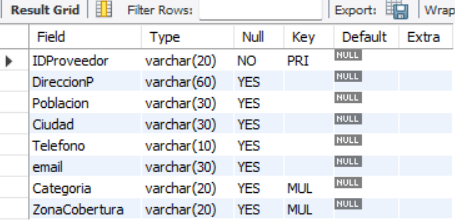 Result Grid Filter Rows: Export: Wrap
Field Type Null Key Default Extra
IDProveedor varchar(20) NO PRI NULL
DireccionP varchar(60) YES NULL
Poblacion varchar(30) YES NULL
Ciudad varchar(30) YES NULL
Telefono varchar(10) YES NULL
email varchar(30) YES NULL
Categoria varchar(20) YES MUL NULL
ZonaCobertura varchar(20) YES MUL NULL